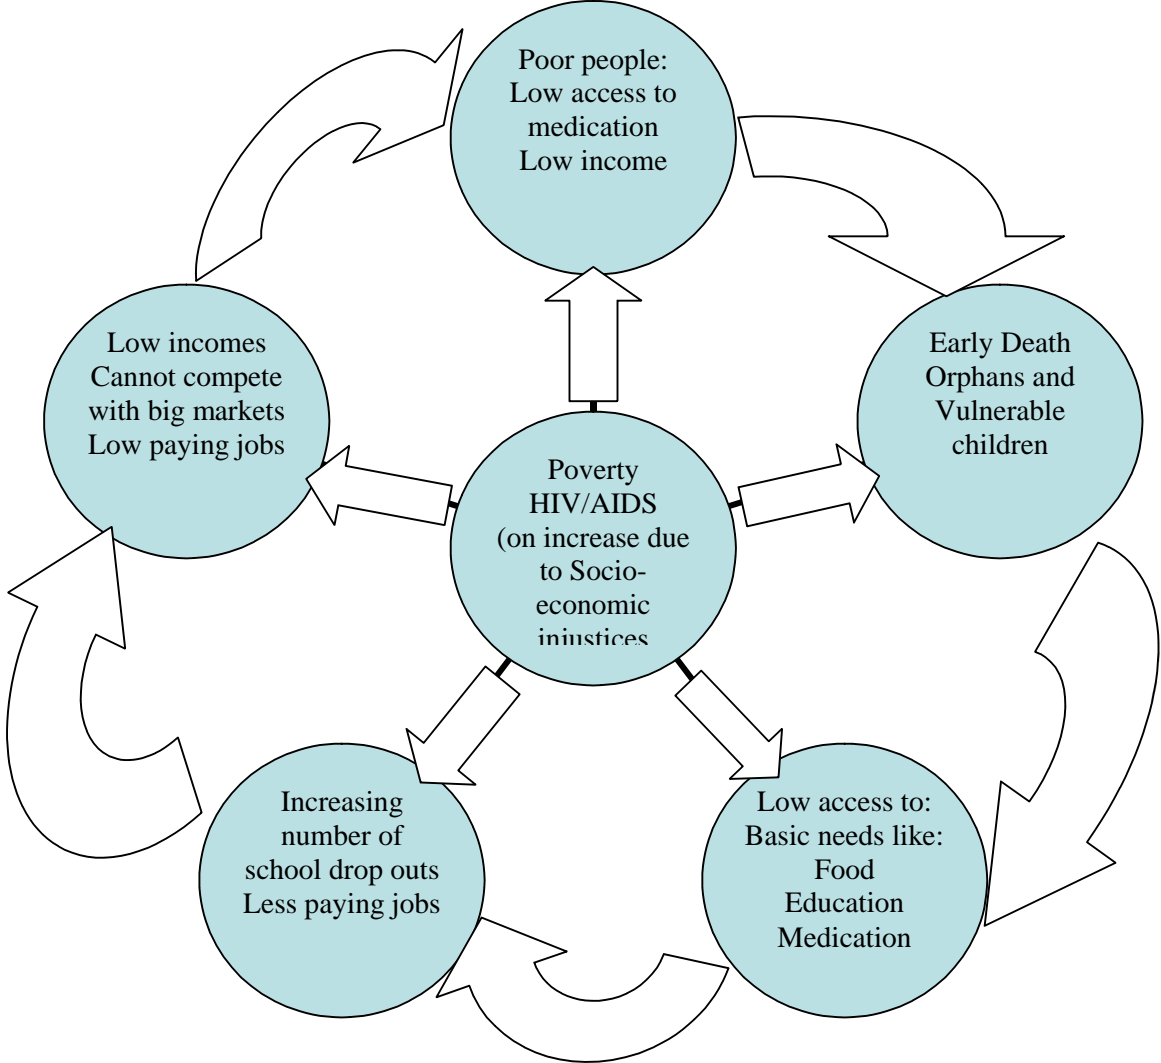 Poor people:
Low access to
medication
Low income
Early Death
Orphans and
Vulnerable
children
Low access to:
Basic needs like:
Food
Education
Medication
Increasing
number of
school drop outs
Less paying jobs
Low incomes
Cannot compete
with big markets
Low paying jobs
Poverty
HIV/AIDS
(on increase due
to Socio-
economic
injustices